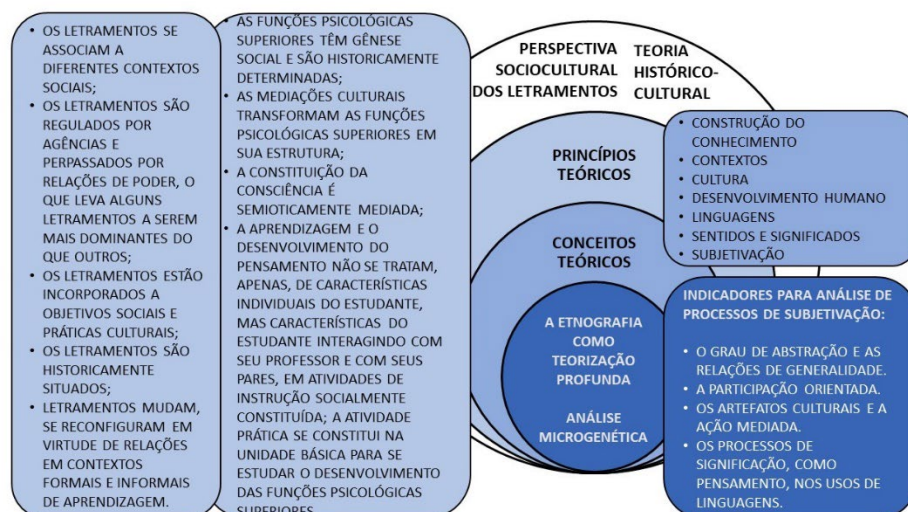 • OS LETRAMENTOS SE
ASSOCIAM A
DIFERENTES CONTEXTOS
SOCIAIS;
• OS LETRAMENTOS SÃO
REGULADOS POR
AGÊNCIAS E
PERPASSADOS POR
RELAÇÕES DE PODER, O
QUE LEVA ALGUNS
LETRAMENTOS A SEREM
MAIS DOMINANTES DO
QUE OUTROS;
• OS LETRAMENTOS ESTÃO
INCORPORADOS A
OBJETIVOS SOCIAIS E
PRÁTICAS CULTURAIS;
• OS LETRAMENTOS SÃO
HISTORICAMENTE
SITUADOS;
• LETRAMENTOS MUDAM,
SE RECONFIGURAM EM
VIRTUDE DE RELAÇÕES
EM CONTEXTOS
FORMAIS E INFORMAIS
DE APRENDIZAGEM.
• AS FUNÇÕES PSICOLÓGICAS
SUPERIORES TÊM GÊNESE
SOCIAL E SÃO HISTORICAMENTE
DETERMINADAS;
• AS MEDIAÇÕES CULTURAIS
TRANSFORMAM AS FUNÇÕES
PSICOLÓGICAS SUPERIORES EM
SUA ESTRUTURA;
• A CONSTITUIÇÃO DA
CONSCIÊNCIA É
SEMIOTICAMENTE MEDIADA;
• A APRENDIZAGEM E O
DESENVOLVIMENTO DO
PENSAMENTO NÃO SE TRATAM,
APENAS, DE CARACTERÍSTICAS
INDIVIDUAIS DO ESTUDANTE,
MAS CARACTERÍSTICAS DO
ESTUDANTE INTERAGINDO COM
SEU PROFESSOR E COM SEUS
PARES, EM ATIVIDADES DE
INSTRUÇÃO SOCIALMENTE
CONSTITUÍDA; A ATIVIDADE
PRÁTICA SE CONSTITUI NA
UNIDADE BÁSICA PARA SE
ESTUDAR O DESENVOLVIMENTO
DAS FUNÇÕES PSICOLÓGICAS
SUPERIORES
PERSPECTIVA
SOCIOCULTURAL
DOS LETRAMENTOS
TEORIA
HISTÓRICO-
CULTURAL
PRINCÍPIOS
TEÓRICOS
CONCEITOS
TEÓRICOS
A ETNOGRAFIA
COMO
TEORIZAÇÃO
PROFUNDA
ANÁLISE
MICROGENÉTICA
• CONSTRUÇÃO DO
CONHECIMENTO
• CONTEXTOS
• CULTURA
• DESENVOLVIMENTO HUMANO
• LINGUAGENS
• SENTIDOS E SIGNIFICADOS
• SUBJETIVAÇÃO
INDICADORES PARA ANÁLISE DE
PROCESSOS DE SUBJETIVAÇÃO:
• O GRAU DE ABSTRAÇÃO E AS
RELAÇÕES DE GENERALIDADE.
• A PARTICIPAÇÃO ORIENTADA.
• OS ARTEFATOS CULTURAIS E A
AÇÃO MEDIADA.
• OS PROCESSOS DE
SIGNIFICAÇÃO, COMO
PENSAMENTO, NOS USOS DE
LINGUAGENS.